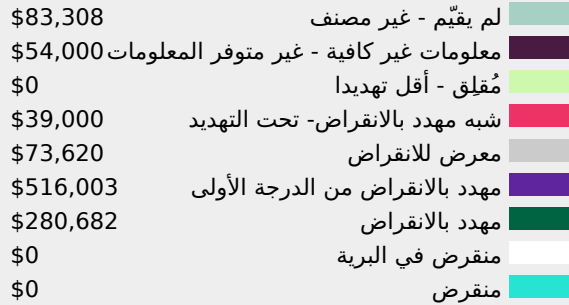 لم يقيّم - غير مصنف $83,308
معلومات غير كافية - غير متوفر المعلومات $54,000
مُقلِق - أقل تهديدا $0
شبه مهدد بالانقراض- تحت التهديد $39,000
معرض للانقراض $73,620
مهدد بالانقراض من الدرجة الأولى $516,003
مهدد بالانقراض $280,682
منقرض في البرية $0
منقرض $0